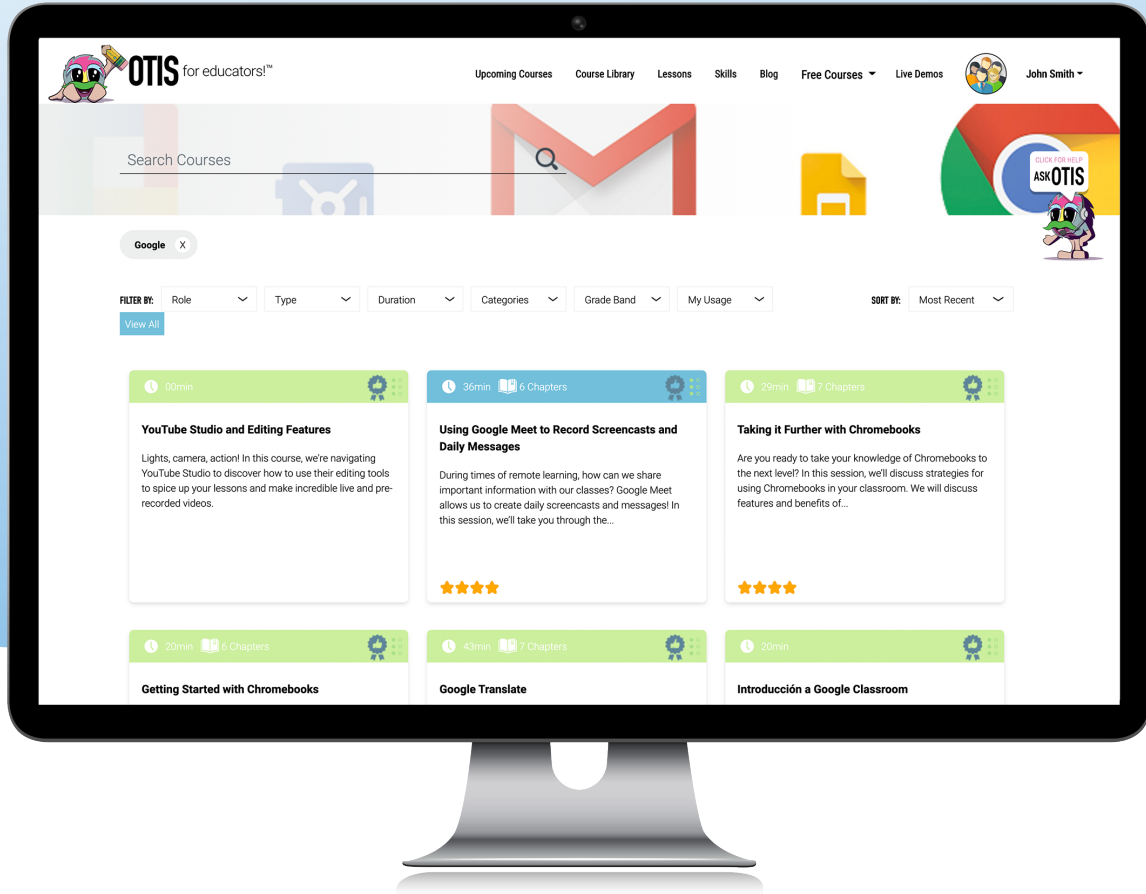 OTIS for educators!™
Upcoming Courses Course Library Lessons Skills Blog Free Courses Live Demos John Smith
Search Courses
CLICK FOR HELP
ASK OTIS
Google X
FILTER BY: Role Type Duration Categories Grade Band My Usage SORT BY: Most Recent
View All
00min
YouTube Studio and Editing Features
Lights, camera, action! In this course, we're navigating
YouTube Studio to discover how to use their editing tools
to spice up your lessons and make incredible live and pre-
recorded videos.
36min 6 Chapters
Using Google Meet to Record Screencasts and
Daily Messages
During times of remote learning, how can we share
important information with our classes? Google Meet
allows us to create daily screencasts and messages! In
this session, we'll take you through the...
29min 7 Chapters
Taking it Further with Chromebooks
Are you ready to take your knowledge of Chromebooks to
the next level? In this session, we'll discuss strategies for
using Chromebooks in your classroom. We will discuss
features and benefits of...
20min 6 Chapters
Getting Started with Chromebooks
43min 7 Chapters
Google Translate
20min
Introducción a Google Classroom